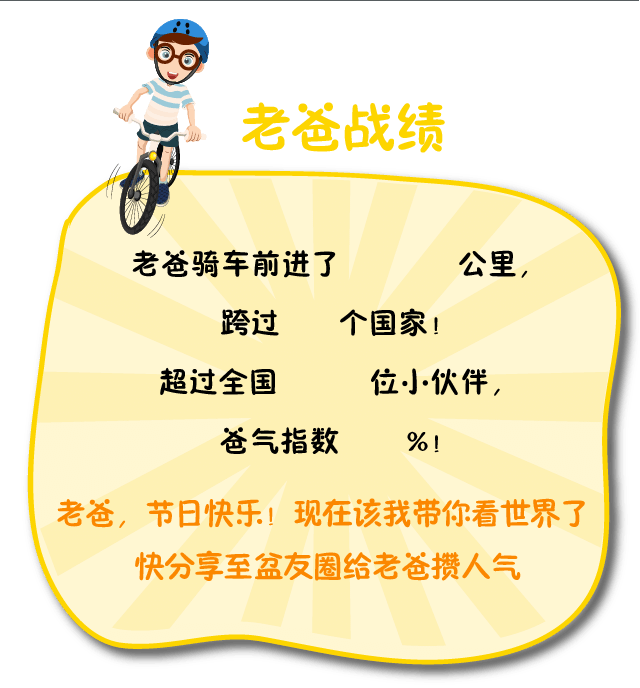 老爸战绩
老爸骑车前进了 公里，
跨过 个国家！
超过全国 位小伙伴，
爸气指数 %！
老爸，节日快乐！现在该我带你看世界了
快分享至盆友圈给老爸攒人气